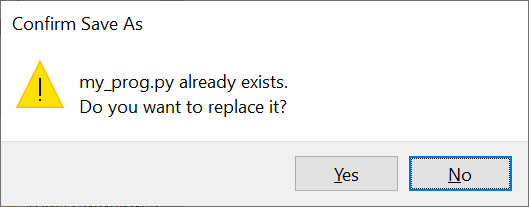 Confirm Save As
my_prog.py already exists.
Do you want to replace it?
Yes No